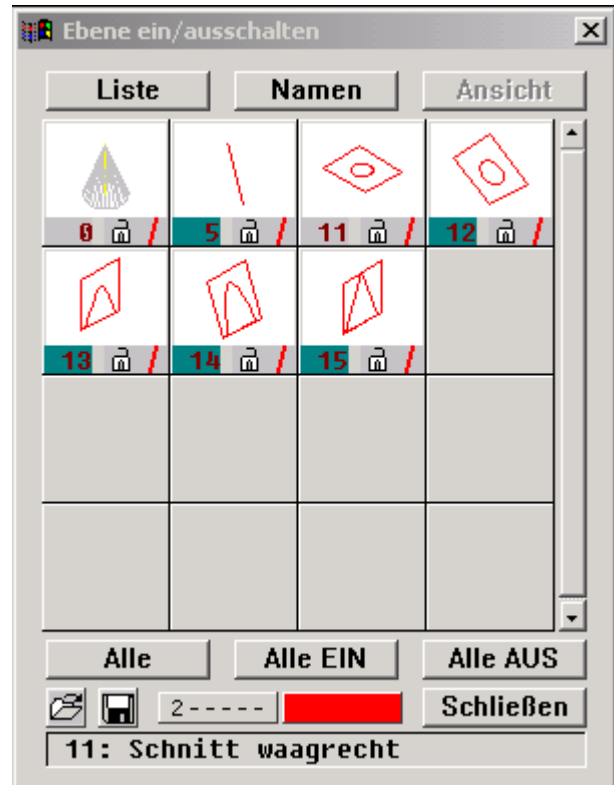 Ebene ein/ausschalten
Liste Namen Ansicht
0 5 11 12
13 14 15
Alle Alle EIN Alle AUS
2----- Schließen
11: Schnitt waagrecht